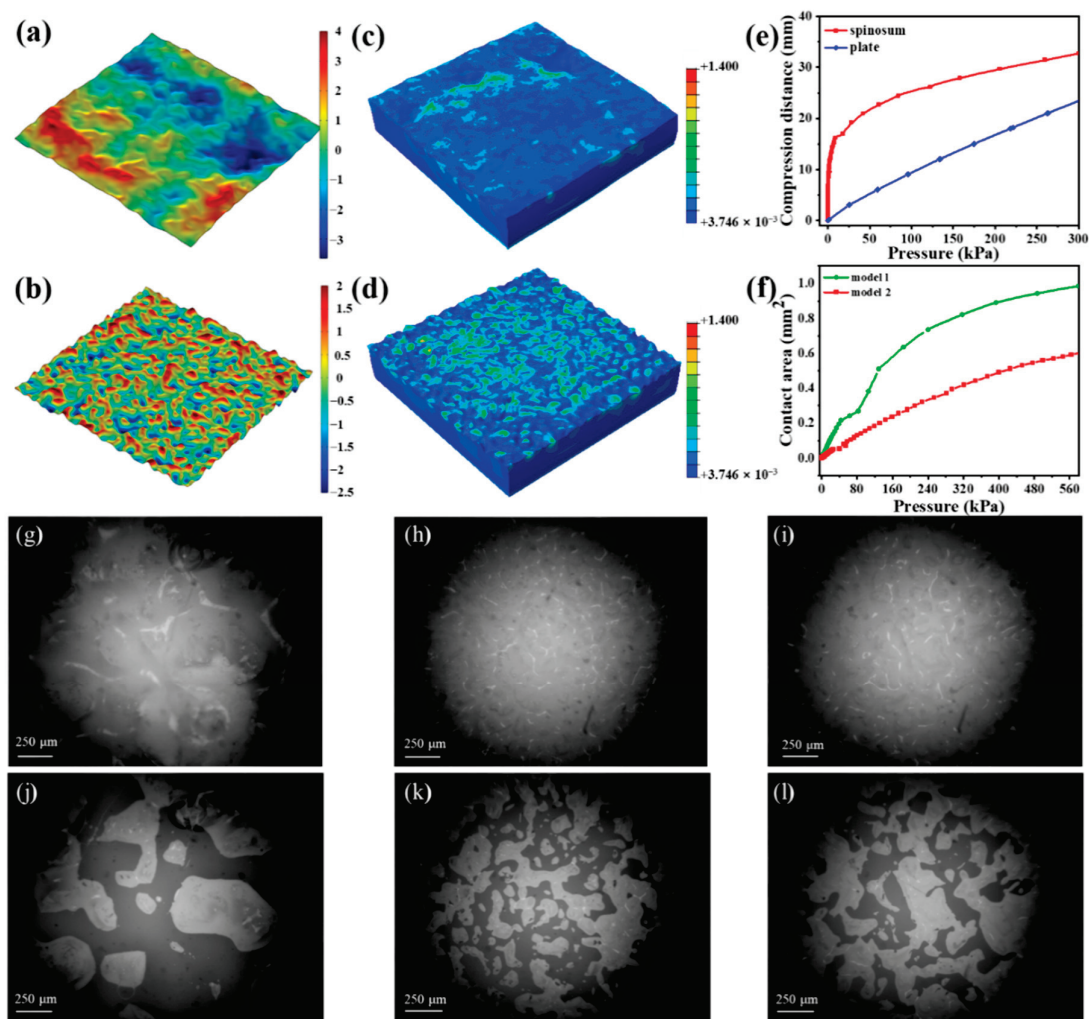 (a)
4
3
2
1
0
−1
−2
−3
(c)
+1.400
+3.746 × 10⁻³
(e)
Compression distance (mm)
40
30
20
10
0
spinosum
plate
0 50 100 150 200 250 300
Pressure (kPa)
(b)
2
1.5
1
0.5
0
−0.5
−1
−1.5
−2
−2.5
(d)
+1.400
+3.746 × 10⁻³
(f)
Contact area (mm²)
1.0
0.8
0.6
0.4
0.2
0.0
model 1
model 2
0 80 160 240 320 400 480 560
Pressure (kPa)
(g)
250 μm
(h)
250 μm
(i)
250 μm
(j)
250 μm
(k)
250 μm
(l)
250 μm